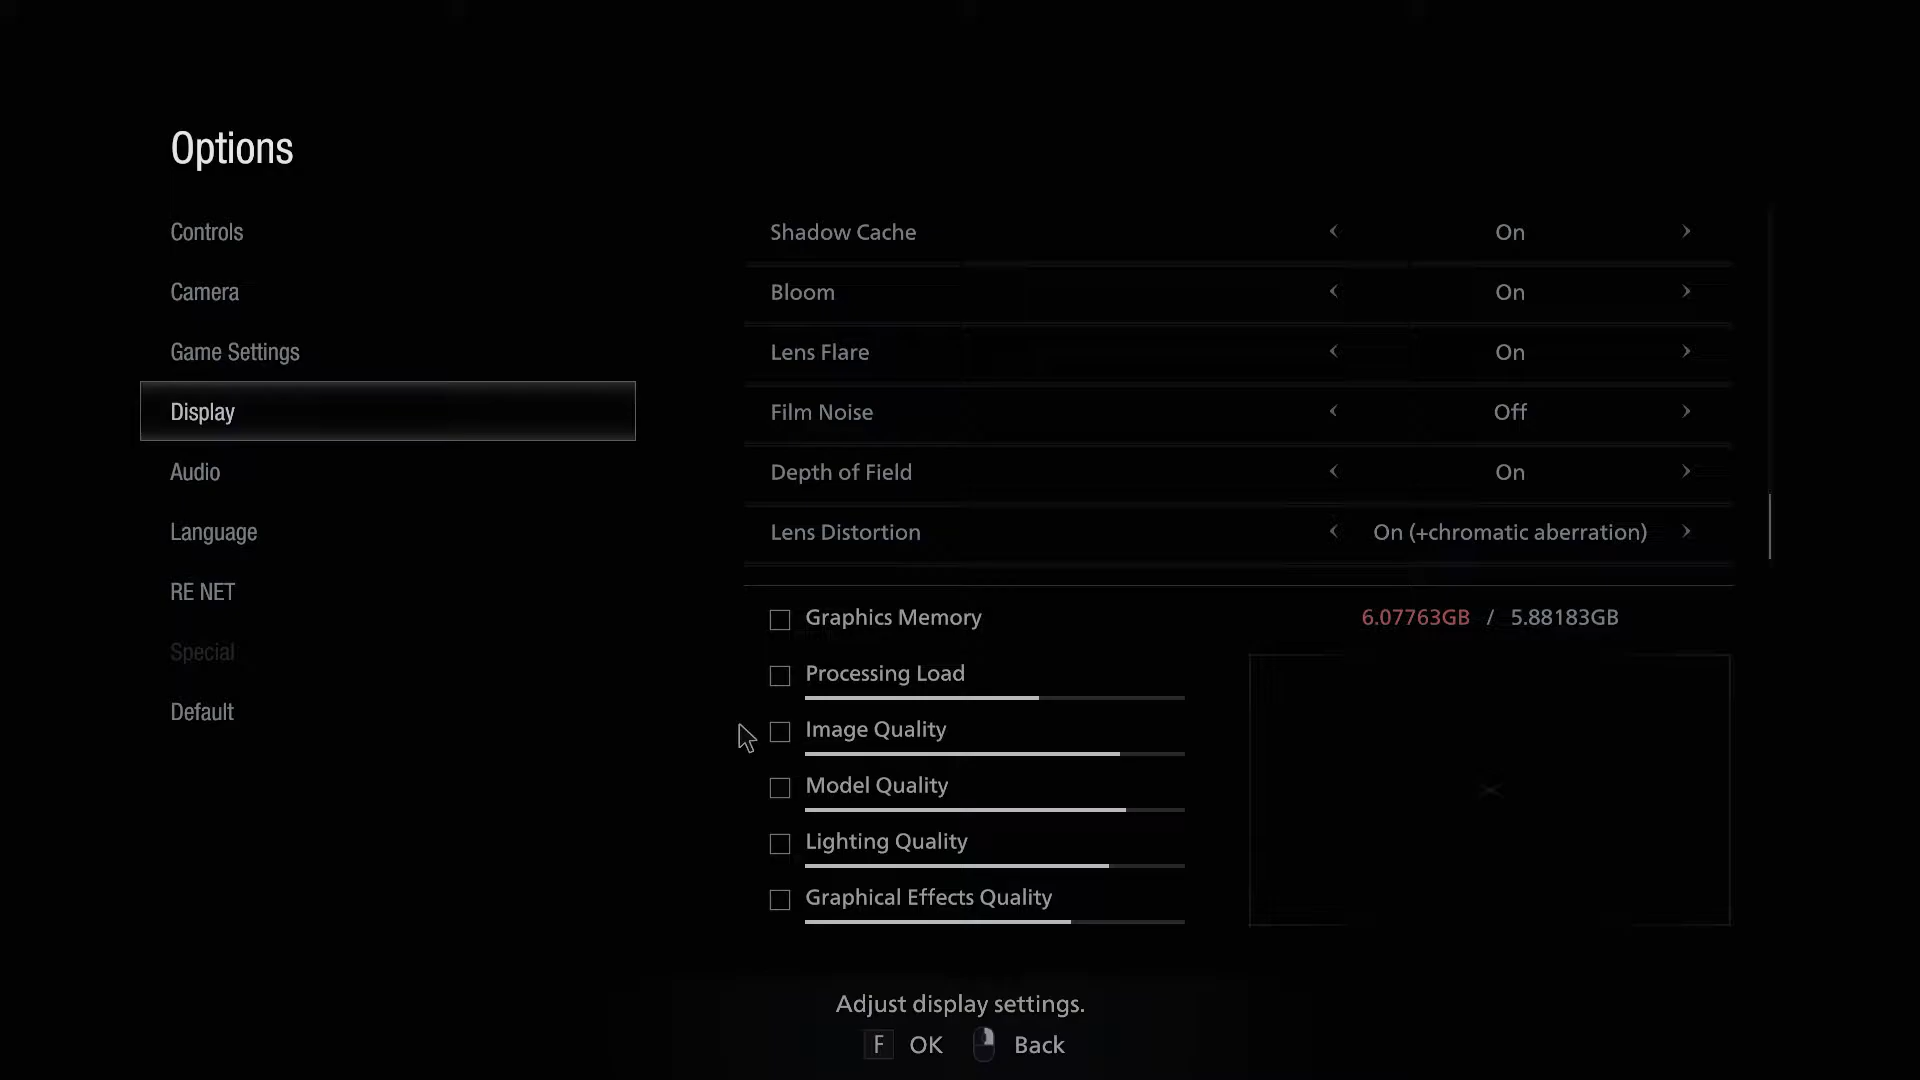 Options
Controls
Camera
Game Settings
Display
Audio
Language
RE NET
Special
Default
Shadow Cache < On >
Bloom < On >
Lens Flare < On >
Film Noise < Off >
Depth of Field < On >
Lens Distortion < On (+chromatic aberration) >
Graphics Memory 6.07763GB / 5.88183GB
Processing Load
Image Quality
Model Quality
Lighting Quality
Graphical Effects Quality
Adjust display settings.
F OK Back